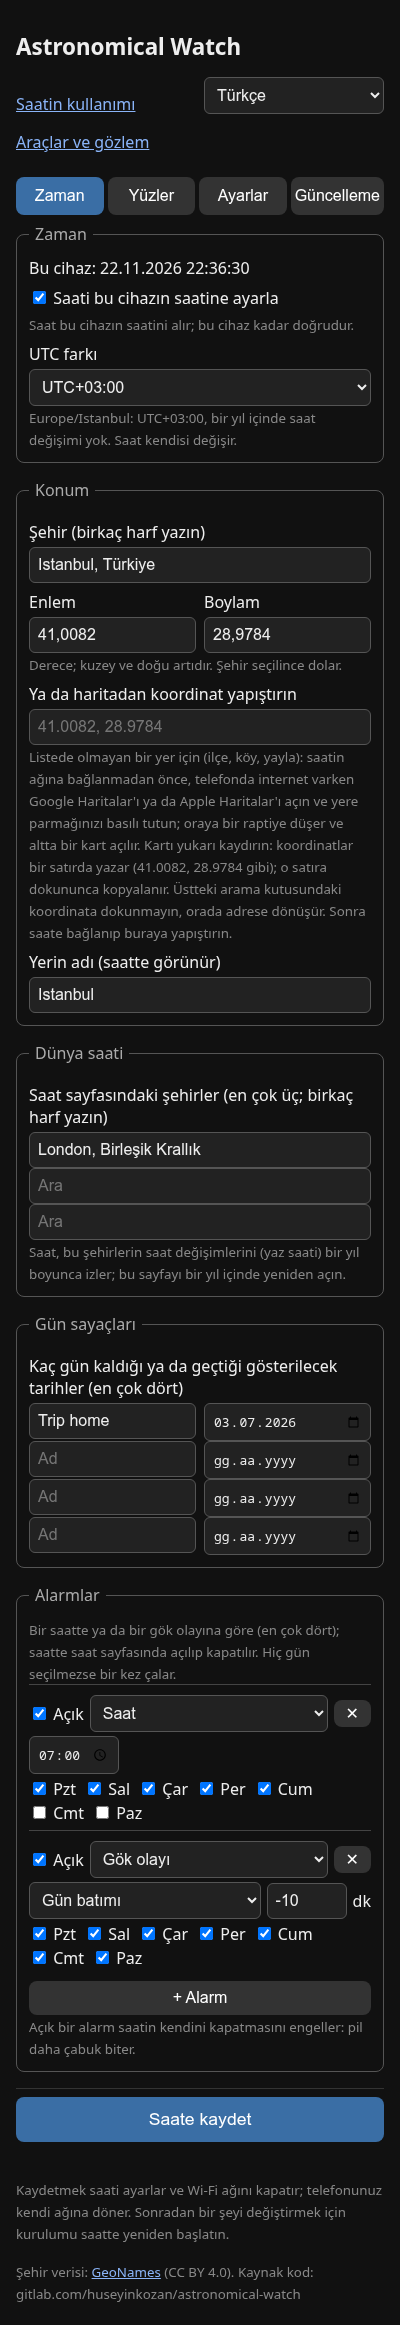 Astronomical Watch
Saatin kullanımı
Türkçe
Araçlar ve gözlem
Zaman
Yüzler
Ayarlar
Güncelleme
Zaman
Bu cihaz: 22.11.2026 22:36:30
Saati bu cihazın saatine ayarla
Saat bu cihazın saatini alır; bu cihaz kadar doğrudur.
UTC farkı
UTC+03:00
Europe/Istanbul: UTC+03:00, bir yıl içinde saat
değişimi yok. Saat kendisi değişir.
Konum
Şehir (birkaç harf yazın)
Istanbul, Türkiye
Enlem
Boylam
41,0082
28,9784
Derece; kuzey ve doğu artıdır. Şehir seçilince dolar.
Ya da haritadan koordinat yapıştırın
41.0082, 28.9784
Listede olmayan bir yer için (ilçe, köy, yayla): saatin
ağına bağlanmadan önce, telefonda internet varken
Google Haritalar'ı ya da Apple Haritalar'ı açın ve yere
parmağınızı basılı tutun; oraya bir raptiye düşer ve
altta bir kart açılır. Kartı yukarı kaydırın: koordinatlar
bir satırda yazar (41.0082, 28.9784 gibi); o satıra
dokununca kopyalanır. Üstteki arama kutusundaki
koordinata dokunmayın, orada adrese dönüşür. Sonra
saate bağlanıp buraya yapıştırın.
Yerin adı (saatte görünür)
Istanbul
Dünya saati
Saat sayfasındaki şehirler (en çok üç; birkaç
harf yazın)
London, Birleşik Krallık
Ara
Ara
Saat, bu şehirlerin saat değişimlerini (yaz saati) bir yıl
boyunca izler; bu sayfayı bir yıl içinde yeniden açın.
Gün sayaçları
Kaç gün kaldığı ya da geçtiği gösterilecek
tarihler (en çok dört)
Trip home
03.07.2026
Ad
gg.aa.yyyy
Ad
gg.aa.yyyy
Ad
gg.aa.yyyy
Alarmlar
Bir saatte ya da bir gök olayına göre (en çok dört);
saatte saat sayfasında açılıp kapatılır. Hiç gün
seçilmezse bir kez çalar.
Açık
Saat
✕
07:00
Pzt Sal Çar Per Cum
Cmt Paz
Açık
Gök olayı
✕
Gün batımı
-10
dk
Pzt Sal Çar Per Cum
Cmt Paz
+ Alarm
Açık bir alarm saatin kendini kapatmasını engeller: pil
daha çabuk biter.
Saate kaydet
Kaydetmek saati ayarlar ve Wi-Fi ağını kapatır; telefonunuz
kendi ağına döner. Sonradan bir şeyi değiştirmek için
kurulumu saatte yeniden başlatın.
Şehir verisi: GeoNames (CC BY 4.0). Kaynak kod:
gitlab.com/huseyinkozan/astronomical-watch